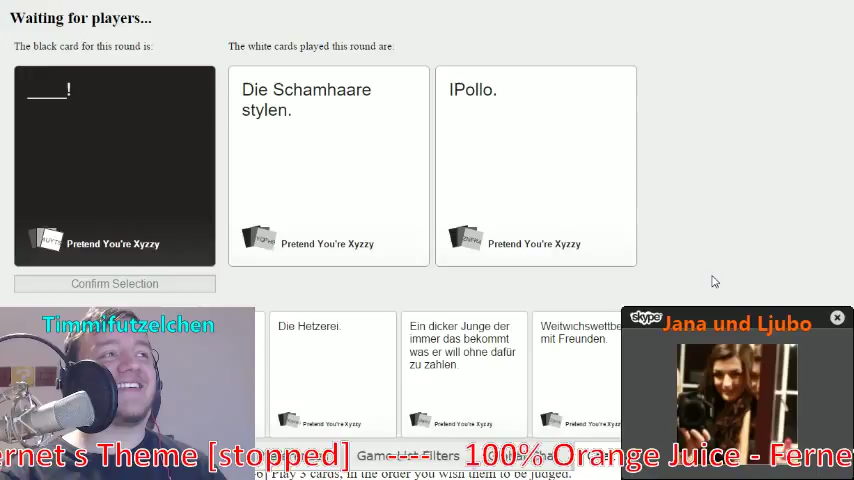 Waiting for players...
The black card for this round is:
The white cards played this round are:
____!
Pretend You're Xyzzy
Die Schamhaare
stylen.
Pretend You're Xyzzy
IPollo.
Pretend You're Xyzzy
Confirm Selection
Timmifutzelchen
Die Hetzerei.
Pretend You're Xyzzy
Ein dicker Junge der
immer das bekommt
was er will ohne dafür
zu zahlen.
Pretend You're Xyzzy
Weitwichswettbe
mit Freunden.
Pretend
skype
Jana und Ljubo
ernet s Theme [stopped] ---- 100% Orange Juice - Ferne
Game List Filters
Play 3 cards, in the order you wish them to be judged.